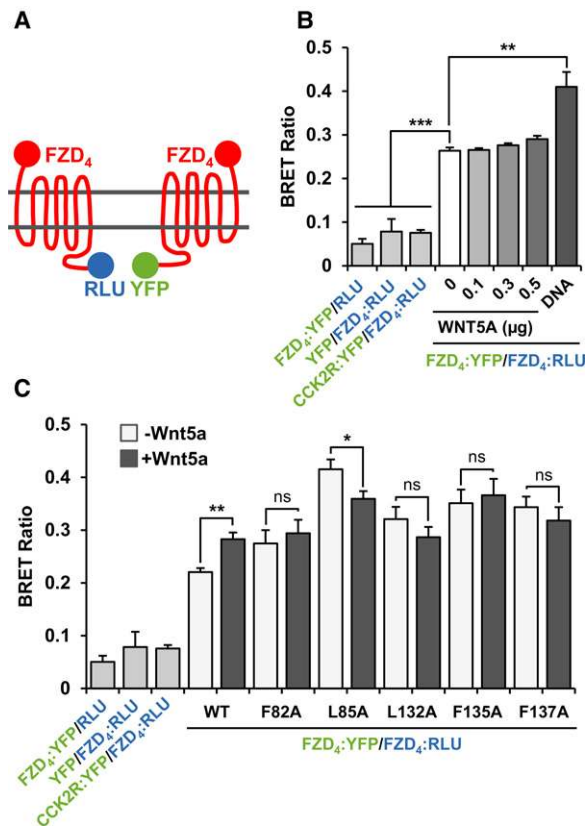 A
FZD4 FZD4
RLU YFP
B
BRET Ratio
0.5
0.4
0.3
0.2
0.1
0
***
**
FZD4:YFP/RLU
YFP/FZD4:RLU
CCK2R:YFP/FZD4:RLU
0 0.1 0.3 0.5 DNA
WNT5A (μg)
FZD4:YFP/FZD4:RLU
C
BRET Ratio
0.5
0.4
0.3
0.2
0.1
0
-Wnt5a
+Wnt5a
** ns * ns ns ns
FZD4:YFP/RLU
YFP/FZD4:RLU
CCK2R:YFP/FZD4:RLU
WT F82A L85A L132A F135A F137A
FZD4:YFP/FZD4:RLU